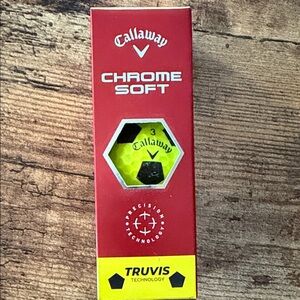 Callaway
CHROME
SOFT
3
Callaway
PRECISION
TECHNOLOGY
TRUVIS
TECHNOLOGY